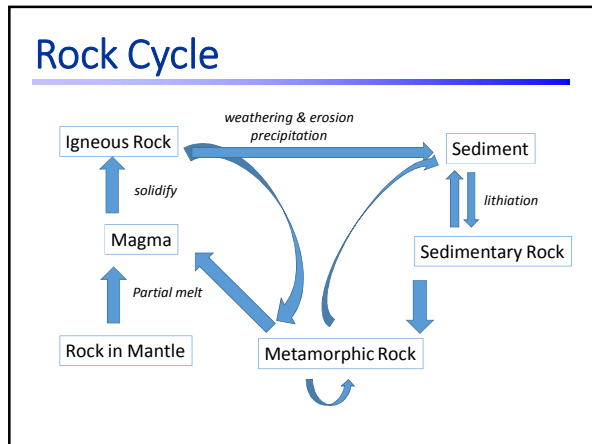 Rock Cycle
weathering & erosion
precipitation
Igneous Rock
Sediment
solidify
lithiation
Magma
Sedimentary Rock
Partial melt
Rock in Mantle
Metamorphic Rock